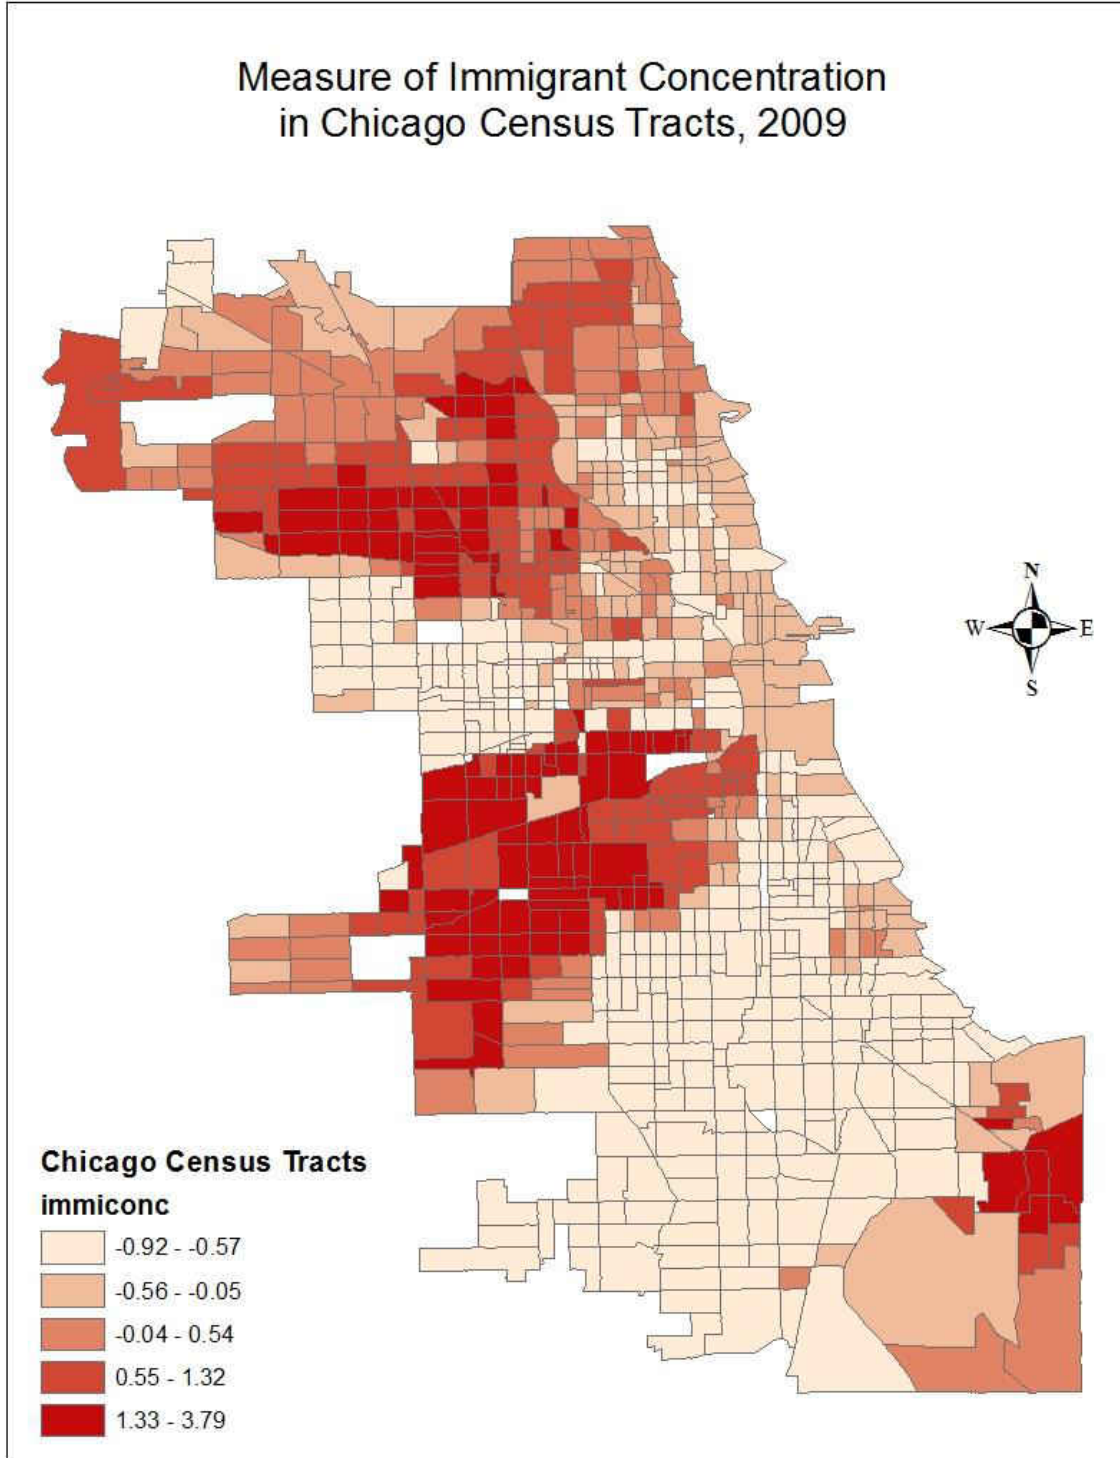 Measure of Immigrant Concentration
in Chicago Census Tracts, 2009
N
W E
S
Chicago Census Tracts
immiconc
-0.92 - -0.57
-0.56 - -0.05
-0.04 - 0.54
0.55 - 1.32
1.33 - 3.79